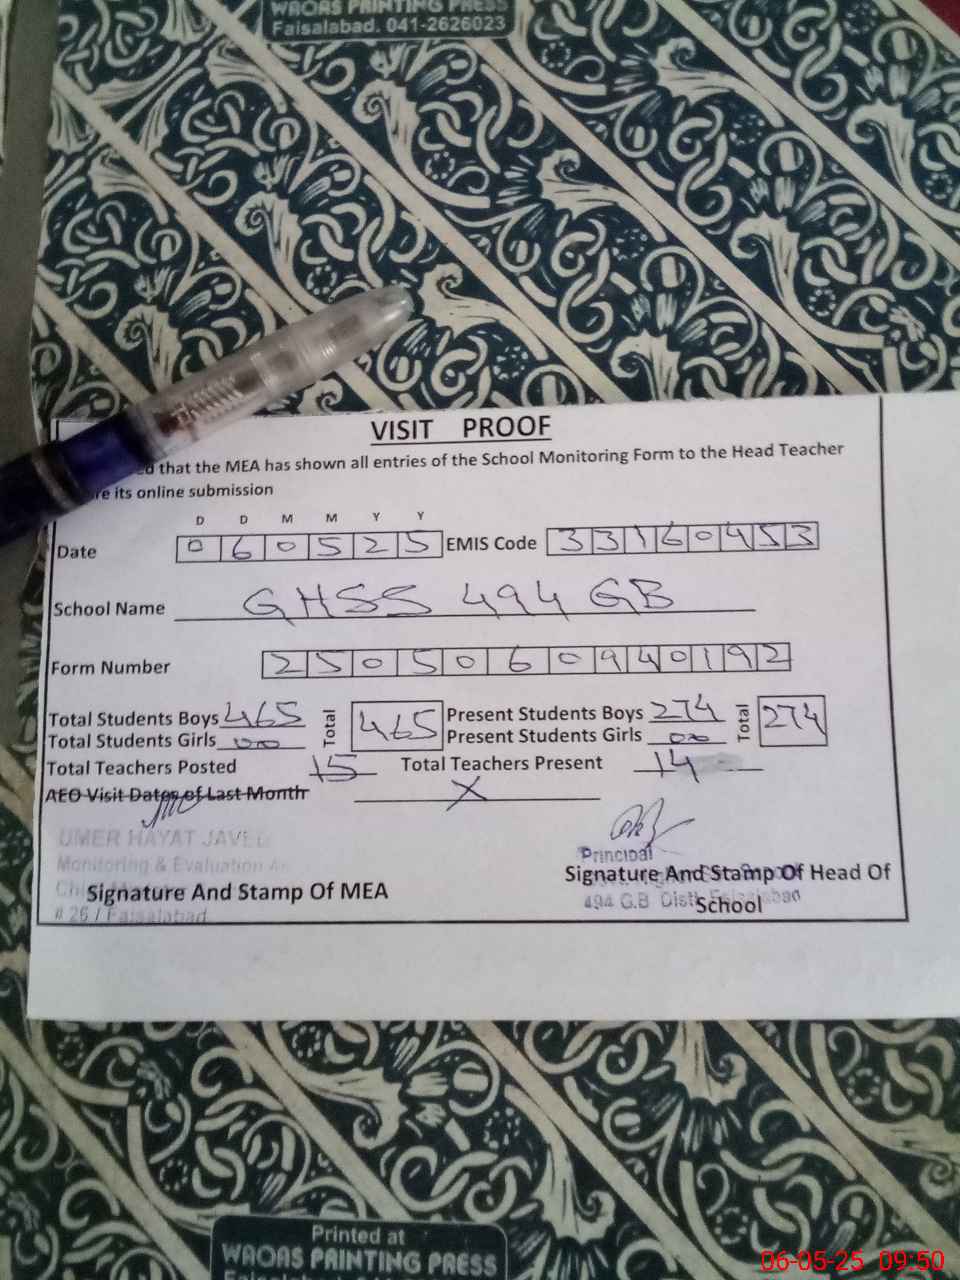 WAQAS PRINTING PRESS
Faisalabad. 041-2626023
VISIT PROOF
that the MEA has shown all entries of the School Monitoring Form to the Head Teacher
its online submission
D D M M Y Y
Date 0 6 0 5 2 5 EMIS Code 3 3 1 6 0 4 5 3
School Name GHSS 494 GB
Form Number 2 5 0 5 0 6 0 9 4 0 1 9 2
Total Students Boys 465 Total 465 Present Students Boys 274 Total 274
Total Students Girls 00 Present Students Girls 00
Total Teachers Posted 15 Total Teachers Present 14
AEO Visit Dates of Last Month X
UMER HAYAT JAVED
Monitoring & Evaluation
Principal
Signature And Stamp Of MEA
Signature And Stamp Of Head Of
School
# 26 / Faisalabad
494 G.B Distt Faisalabad
Printed at
WAQAS PRINTING PRESS
06-05-25 09:50